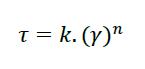 τ = k.(γ)ⁿ